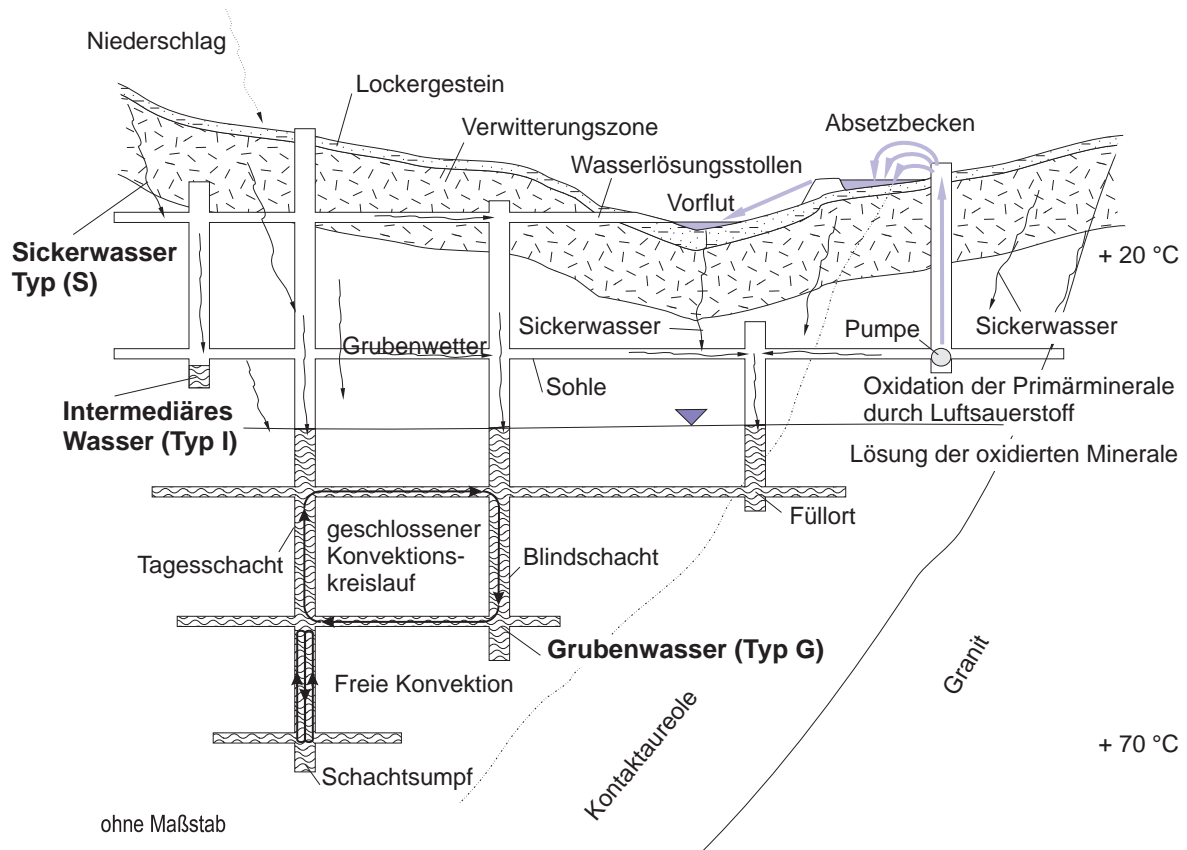 Niederschlag
Lockergestein
Verwitterungszone
Absetzbecken
Wasserlösungsstollen
Vorflut
Sickerwasser
Typ (S)
+ 20 °C
Sickerwasser
Pumpe
Sickerwasser
Grubenwetter
Sohle
Oxidation der Primärminerale
durch Luftsauerstoff
Intermediäres
Wasser (Typ I)
Lösung der oxidierten Minerale
Füllort
geschlossener
Konvektions-
kreislauf
Tagesschacht
Blindschacht
Grubenwasser (Typ G)
Freie Konvektion
Granit
Kontaktaureole
+ 70 °C
Schachtsumpf
ohne Maßstab